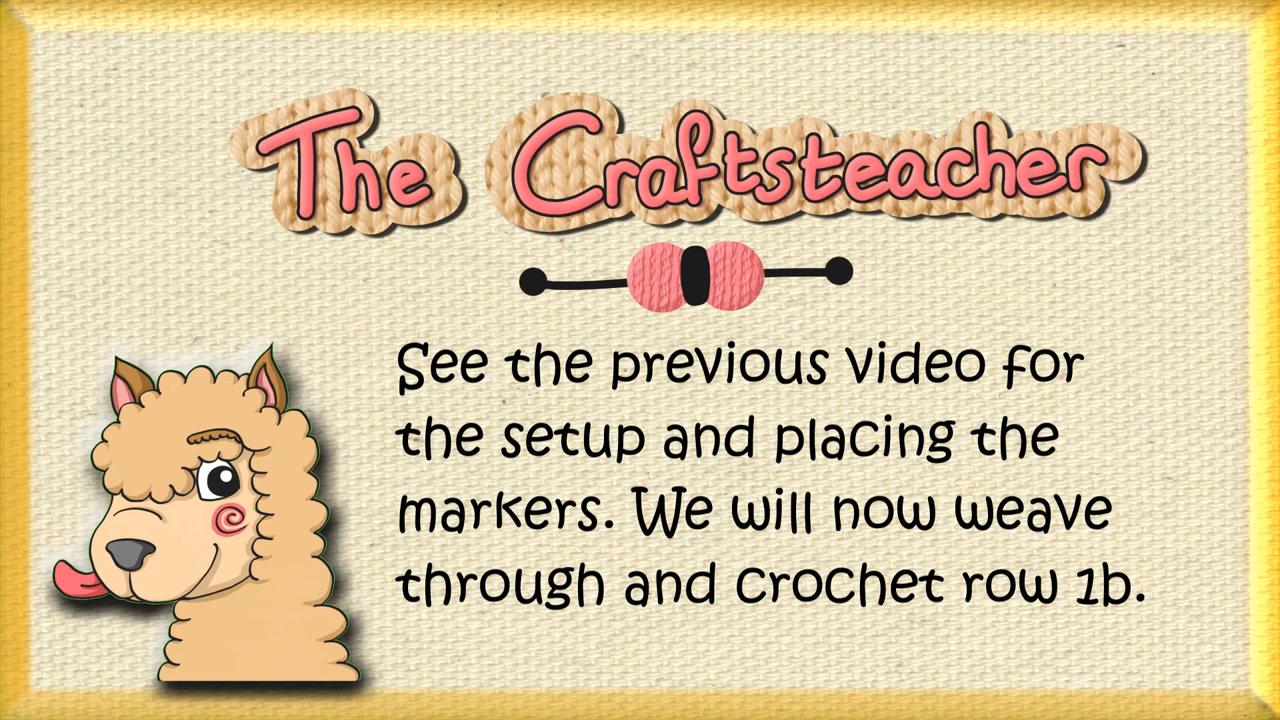 The Craftsteacher
See the previous video for
the setup and placing the
markers. We will now weave
through and crochet row 1b.